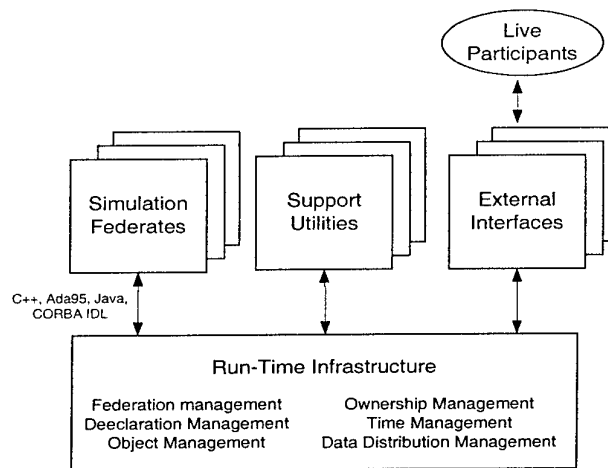 Live
Participants
Simulation
Federates
Support
Utilities
External
Interfaces
C++, Ada95, Java,
CORBA IDL
Run-Time Infrastructure
Federation management
Deeclaration Management
Object Management
Ownership Management
Time Management
Data Distribution Management